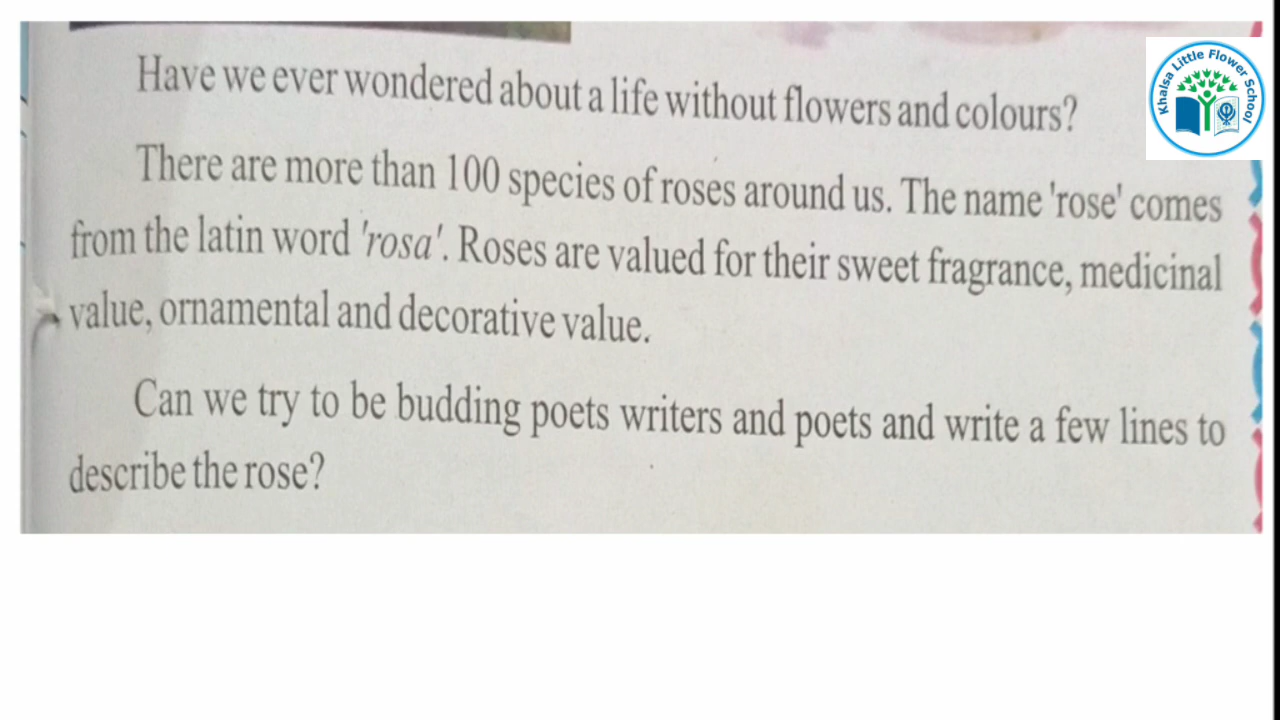 Have we ever wondered about a life without flowers and colours?
Khalsa Little Flower School
There are more than 100 species of roses around us. The name 'rose' comes
from the latin word 'rosa'. Roses are valued for their sweet fragrance, medicinal
value, ornamental and decorative value.
Can we try to be budding poets writers and poets and write a few lines to
describe the rose?